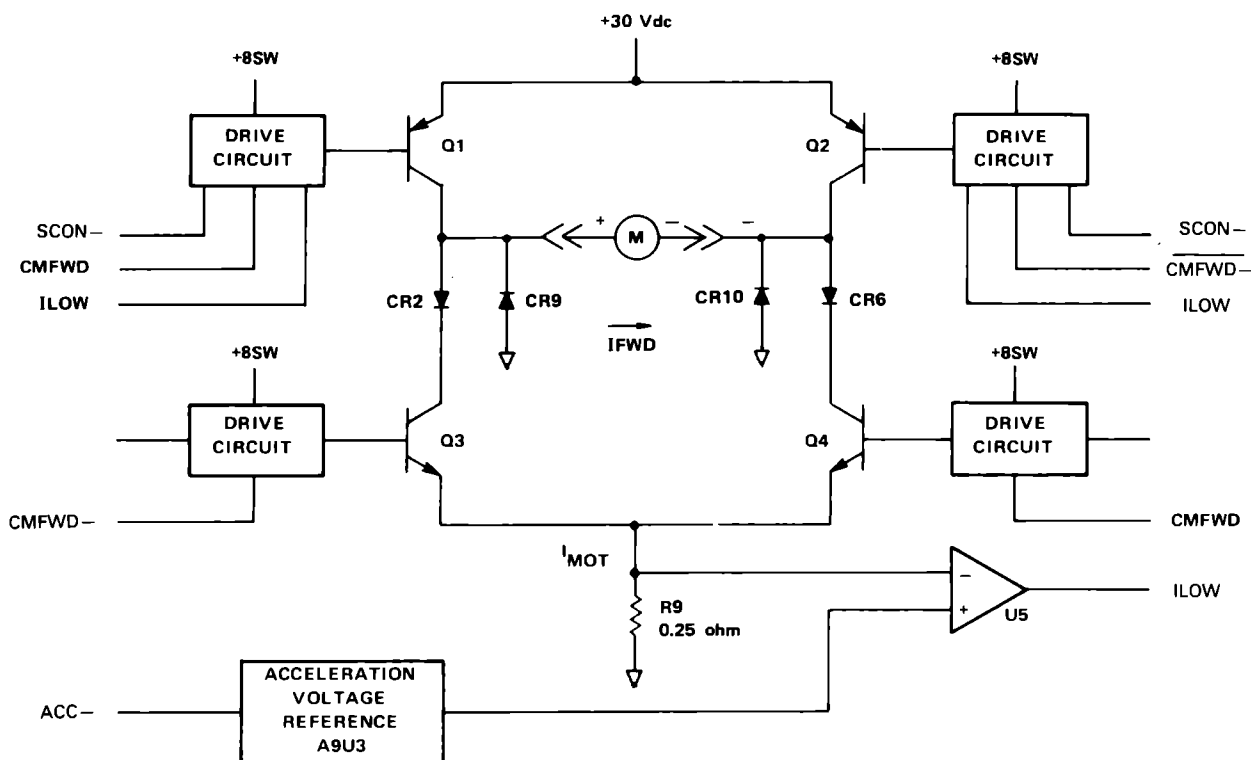 +30 Vdc
+8SW
+8SW
DRIVE
CIRCUIT
Q1
Q2
DRIVE
CIRCUIT
SCON–
CMFWD
ILOW
+ M – –
SCON–
CMFWD–
ILOW
CR2
CR9
IFWD
CR10
CR6
+8SW
+8SW
DRIVE
CIRCUIT
Q3
Q4
DRIVE
CIRCUIT
CMFWD–
CMFWD
IMOT
R9
0.25 ohm
–
+
U5
ILOW
ACC–
ACCELERATION
VOLTAGE
REFERENCE
A9U3